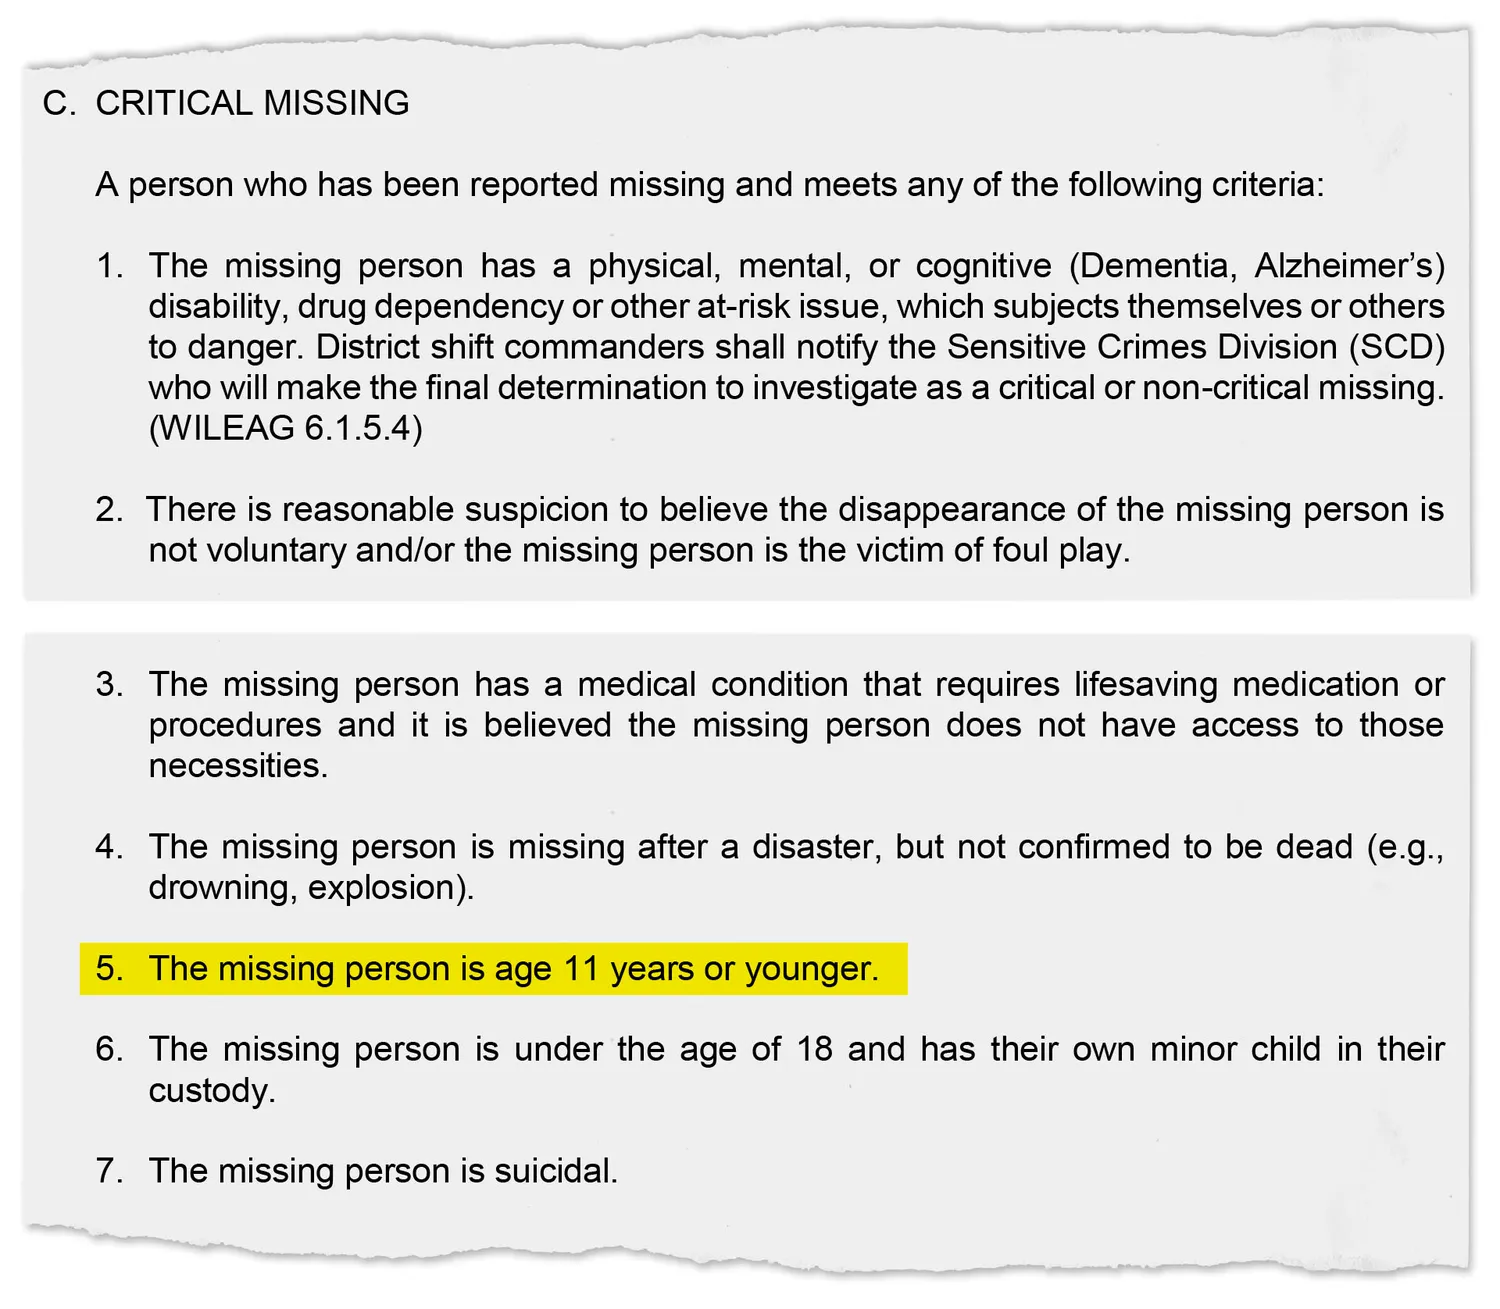 C. CRITICAL MISSING
A person who has been reported missing and meets any of the following criteria:
1. The missing person has a physical, mental, or cognitive (Dementia, Alzheimer’s)
disability, drug dependency or other at-risk issue, which subjects themselves or others
to danger. District shift commanders shall notify the Sensitive Crimes Division (SCD)
who will make the final determination to investigate as a critical or non-critical missing.
(WILEAG 6.1.5.4)
2. There is reasonable suspicion to believe the disappearance of the missing person is
not voluntary and/or the missing person is the victim of foul play.
3. The missing person has a medical condition that requires lifesaving medication or
procedures and it is believed the missing person does not have access to those
necessities.
4. The missing person is missing after a disaster, but not confirmed to be dead (e.g.,
drowning, explosion).
5. The missing person is age 11 years or younger.
6. The missing person is under the age of 18 and has their own minor child in their
custody.
7. The missing person is suicidal.